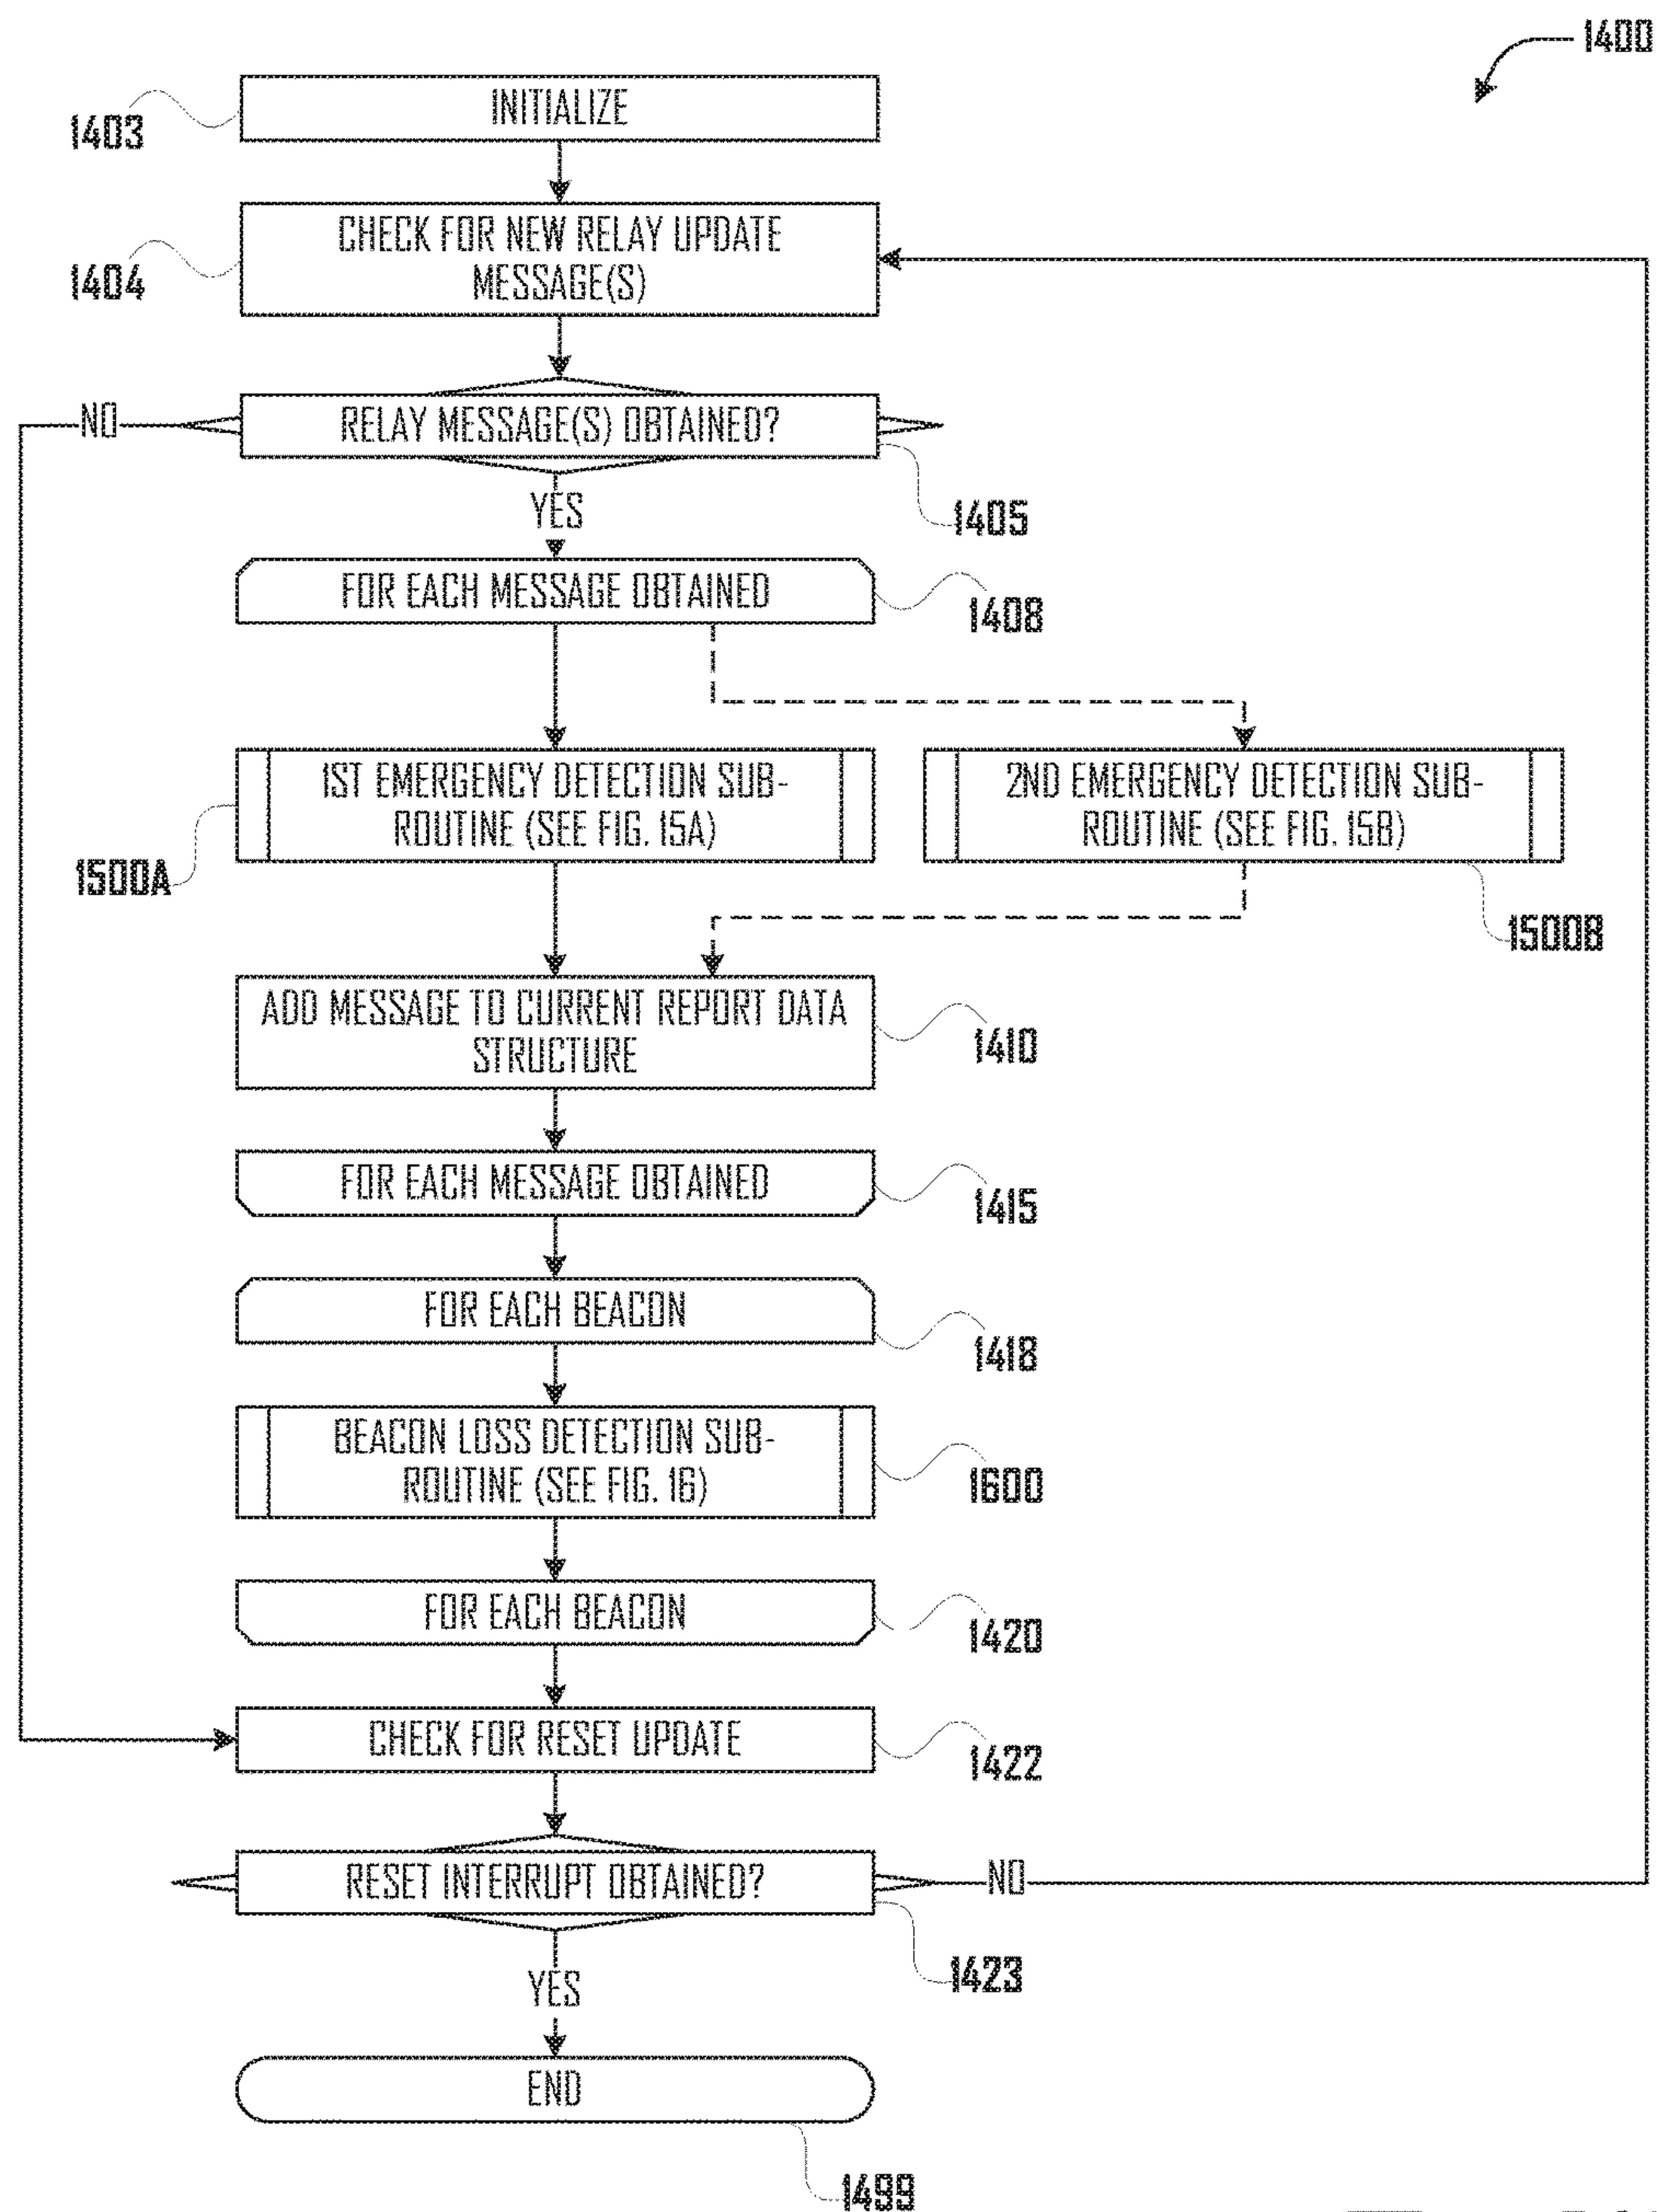 1400
INITIALIZE
1403
CHECK FOR NEW RELAY UPDATE
MESSAGE(S)
1404
NO
RELAY MESSAGE(S) OBTAINED?
1405
YES
FOR EACH MESSAGE OBTAINED
1408
1ST EMERGENCY DETECTION SUB-
ROUTINE (SEE FIG. 15A)
1500A
2ND EMERGENCY DETECTION SUB-
ROUTINE (SEE FIG. 15B)
1500B
ADD MESSAGE TO CURRENT REPORT DATA
STRUCTURE
1410
FOR EACH MESSAGE OBTAINED
1415
FOR EACH BEACON
1418
BEACON LOSS DETECTION SUB-
ROUTINE (SEE FIG. 16)
1600
FOR EACH BEACON
1420
CHECK FOR RESET UPDATE
1422
RESET INTERRUPT OBTAINED?
NO
1423
YES
END
1499